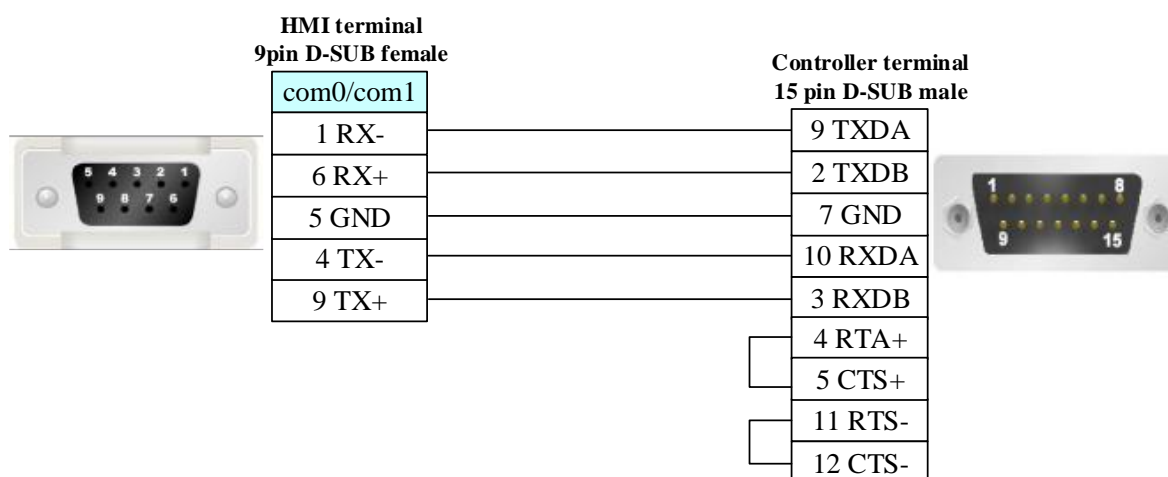 HMI terminal
9pin D-SUB female
com0/com1
1 RX-
6 RX+
5 GND
4 TX-
9 TX+
5 4 3 2 1
9 8 7 6
Controller terminal
15 pin D-SUB male
9 TXDA
2 TXDB
7 GND
10 RXDA
3 RXDB
4 RTA+
5 CTS+
11 RTS-
12 CTS-
1 8
9 15